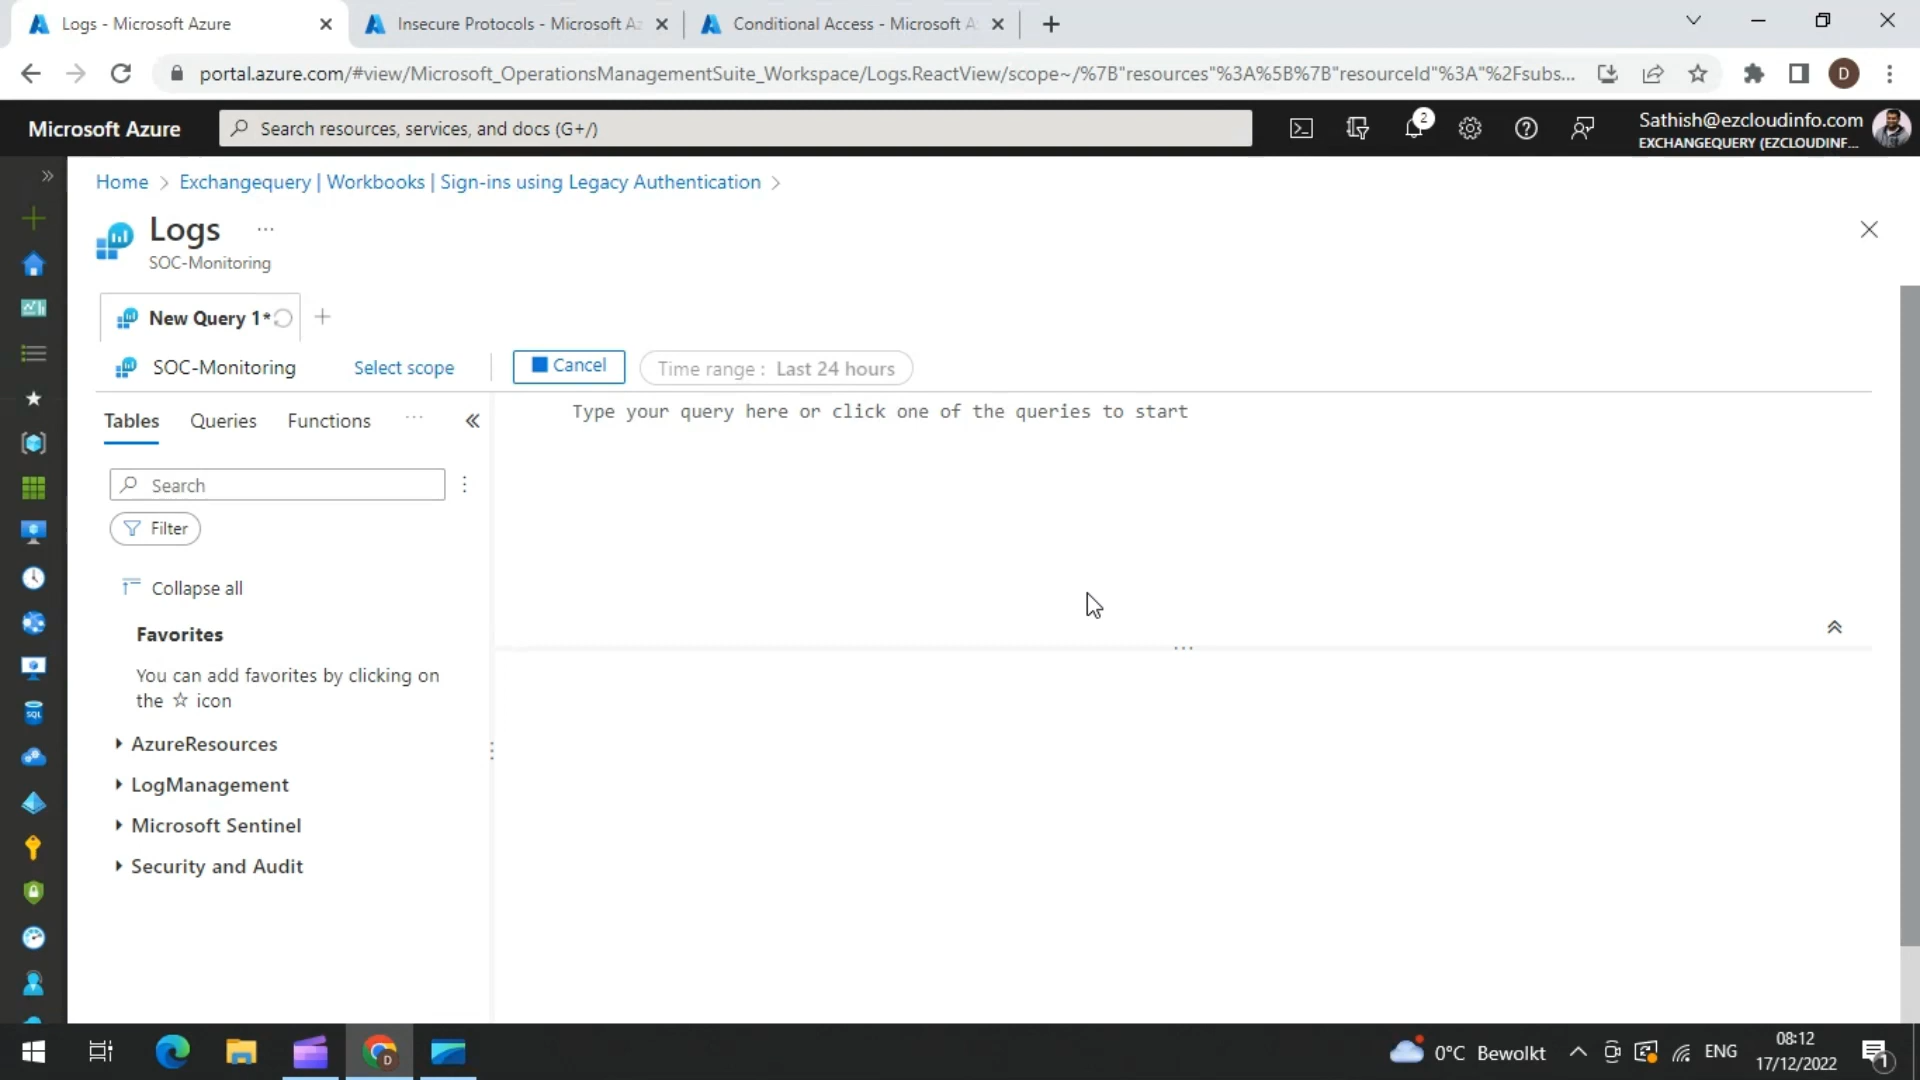 Logs - Microsoft Azure
Insecure Protocols - Microsoft Az
Conditional Access - Microsoft A
portal.azure.com/#view/Microsoft_OperationsManagementSuite_Workspace/Logs.ReactView/scope~/%7B"resources"%3A%5B%7B"resourceId"%3A"%2Fsubs...
D
Microsoft Azure
Search resources, services, and docs (G+/)
2
Sathish@ezcloudinfo.com
EXCHANGEQUERY (EZCLOUDINF...
Home > Exchangequery | Workbooks | Sign-ins using Legacy Authentication >
Logs ...
SOC-Monitoring
New Query 1*
SOC-Monitoring
Select scope
Cancel
Time range : Last 24 hours
Tables
Queries
Functions
...
Type your query here or click one of the queries to start
Search
Filter
Collapse all
Favorites
You can add favorites by clicking on
the ☆ icon
AzureResources
LogManagement
Microsoft Sentinel
Security and Audit
SQL
D
0°C Bewolkt
ENG
08:12
17/12/2022
1